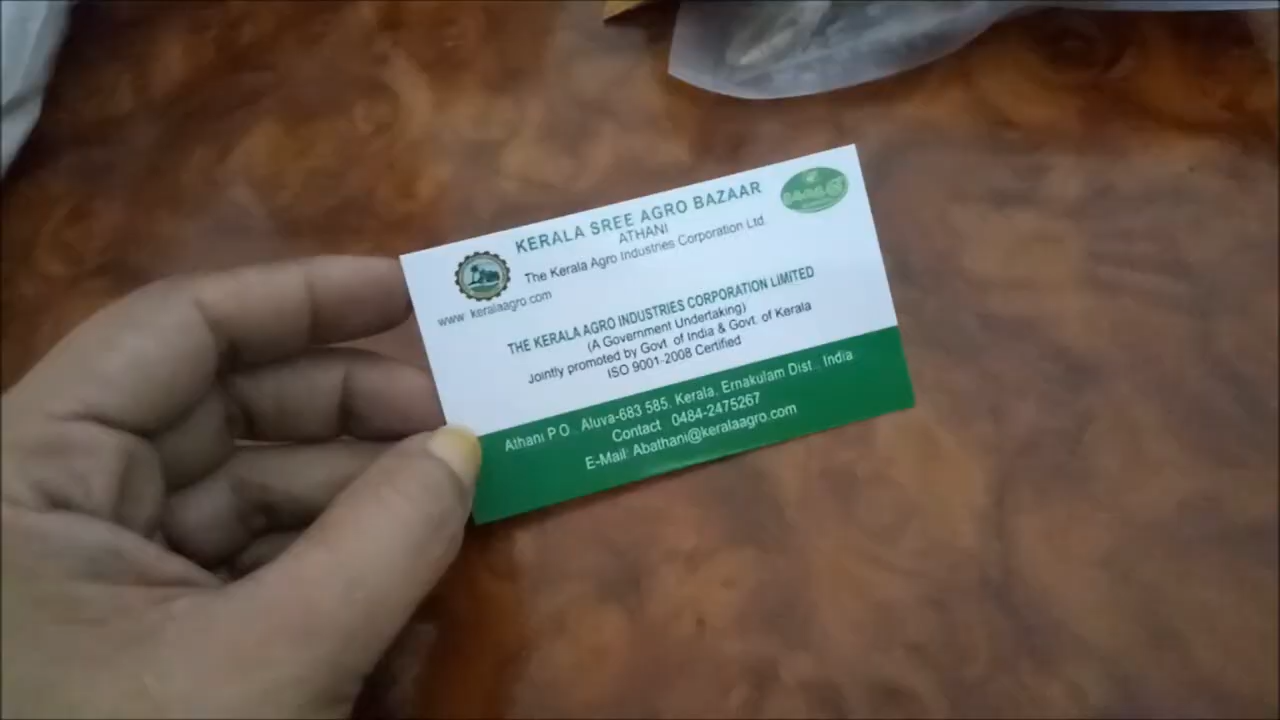 KERALA SREE AGRO BAZAAR
ATHANI
The Kerala Agro Industries Corporation Ltd.
www.keralaagro.com
THE KERALA AGRO INDUSTRIES CORPORATION LIMITED
(A Government Undertaking)
Jointly promoted by Govt. of India & Govt. of Kerala
ISO 9001-2008 Certified
Athani P.O., Aluva-683 585, Kerala, Ernakulam Dist., India
Contact 0484-2475267
E-Mail: Abathani@keralaagro.com